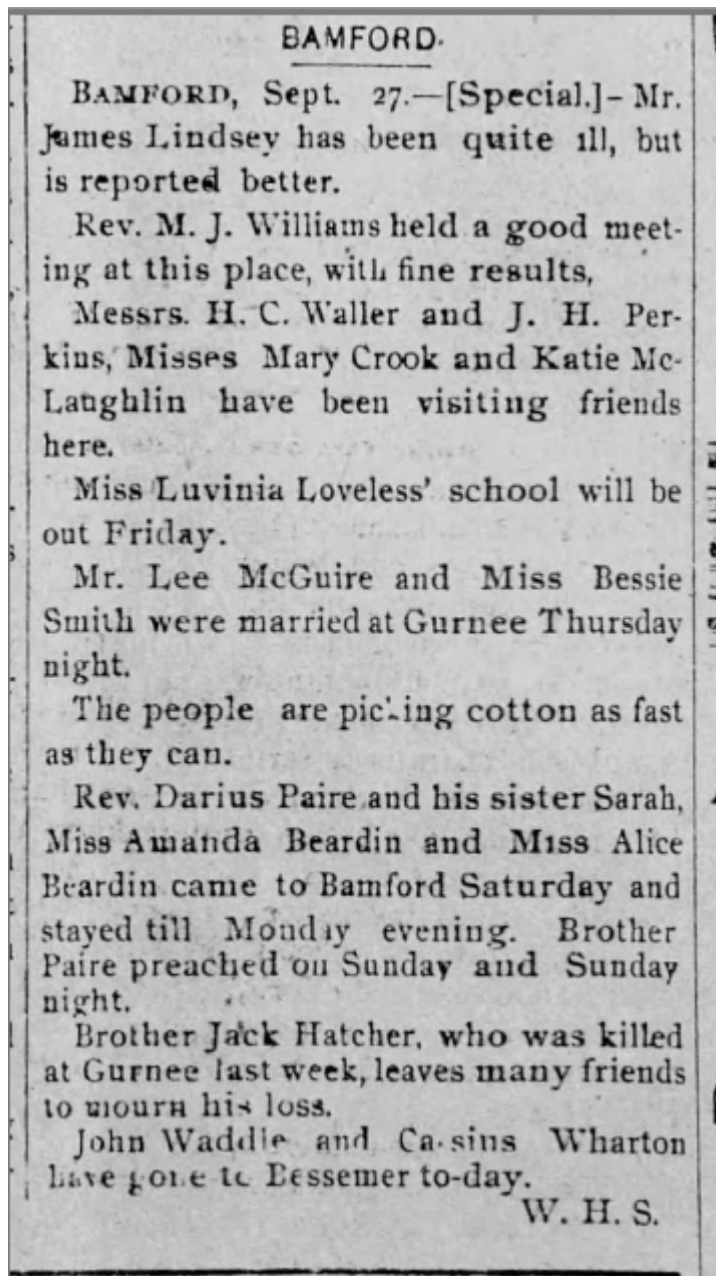 BAMFORD.
BAMFORD, Sept. 27.—[Special.]- Mr.
James Lindsey has been quite ill, but
is reported better.
Rev. M. J. Williams held a good meet-
ing at this place, with fine results,
Messrs. H. C. Waller and J. H. Per-
kins, Misses Mary Crook and Katie Mc-
Laughlin have been visiting friends
here.
Miss Luvinia Loveless' school will be
out Friday.
Mr. Lee McGuire and Miss Bessie
Smith were married at Gurnee Thursday
night.
The people are picking cotton as fast
as they can.
Rev. Darius Paire and his sister Sarah,
Miss Amanda Beardin and Miss Alice
Beardin came to Bamford Saturday and
stayed till Monday evening. Brother
Paire preached on Sunday and Sunday
night.
Brother Jack Hatcher, who was killed
at Gurnee last week, leaves many friends
to mourn his loss.
John Waddle and Wharton
have gone to Bessemer to-day.
W. H. S.